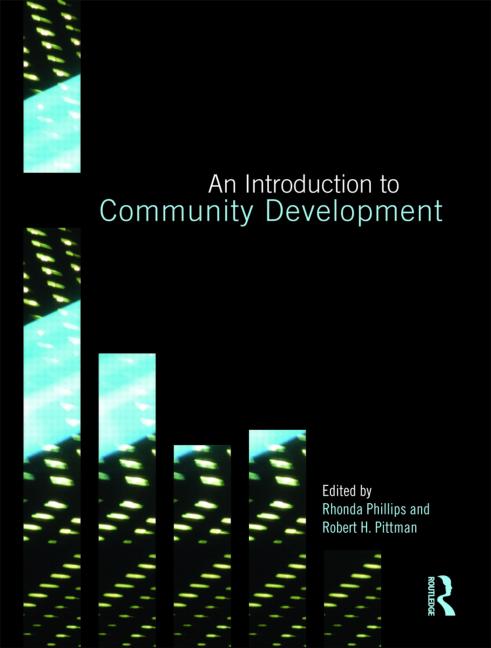 An Introduction to
Community Development
Edited by
Rhonda Phillips and
Robert H. Pittman
ROUTLEDGE